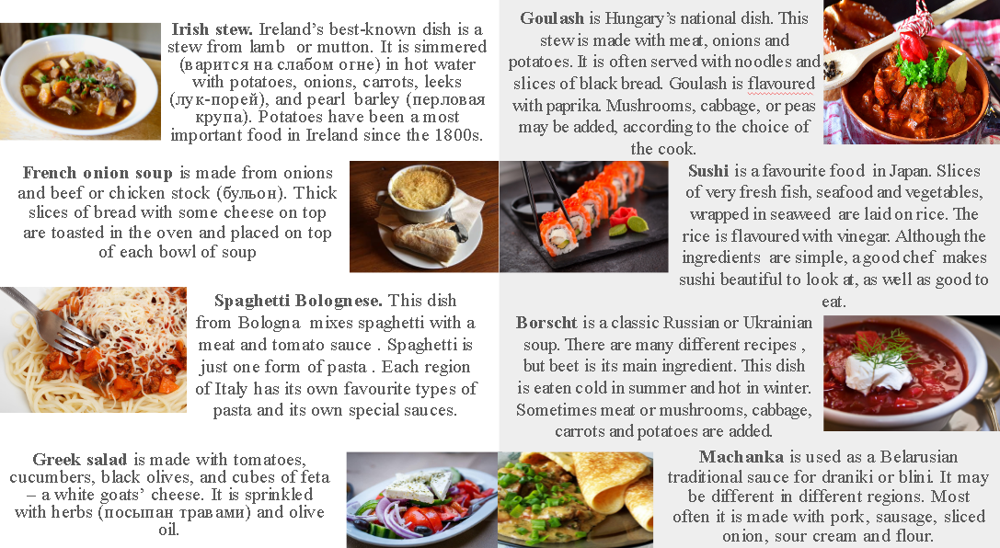 Irish stew. Ireland's best-known dish is a
stew from lamb or mutton. It is simmered
(варится на слабом огне) in hot water
with potatoes, onions, carrots, leeks
(лук-порей), and pearl barley (перловая
крупа). Potatoes have been a most
important food in Ireland since the 1800s.
French onion soup is made from onions
and beef or chicken stock (бульон). Thick
slices of bread with some cheese on top
are toasted in the oven and placed on top
of each bowl of soup
Spaghetti Bolognese. This dish
from Bologna mixes spaghetti with a
meat and tomato sauce . Spaghetti is
just one form of pasta . Each region
of Italy has its own favourite types of
pasta and its own special sauces.
Greek salad is made with tomatoes,
cucumbers, black olives, and cubes of feta
– a white goats' cheese. It is sprinkled
with herbs (посыпан травами) and olive
oil.
Goulash is Hungary's national dish. This
stew is made with meat, onions and
potatoes. It is often served with noodles and
slices of black bread. Goulash is flavoured
with paprika. Mushrooms, cabbage, or peas
may be added, according to the choice of
the cook.
Sushi is a favourite food in Japan. Slices
of very fresh fish, seafood and vegetables,
wrapped in seaweed are laid on rice. The
rice is flavoured with vinegar. Although the
ingredients are simple, a good chef makes
sushi beautiful to look at, as well as good to
eat.
Borscht is a classic Russian or Ukrainian
soup. There are many different recipes ,
but beet is its main ingredient. This dish
is eaten cold in summer and hot in winter.
Sometimes meat or mushrooms, cabbage,
carrots and potatoes are added.
Machanka is used as a Belarusian
traditional sauce for draniki or blini. It may
be different in different regions. Most
often it is made with pork, sausage, sliced
onion, sour cream and flour.